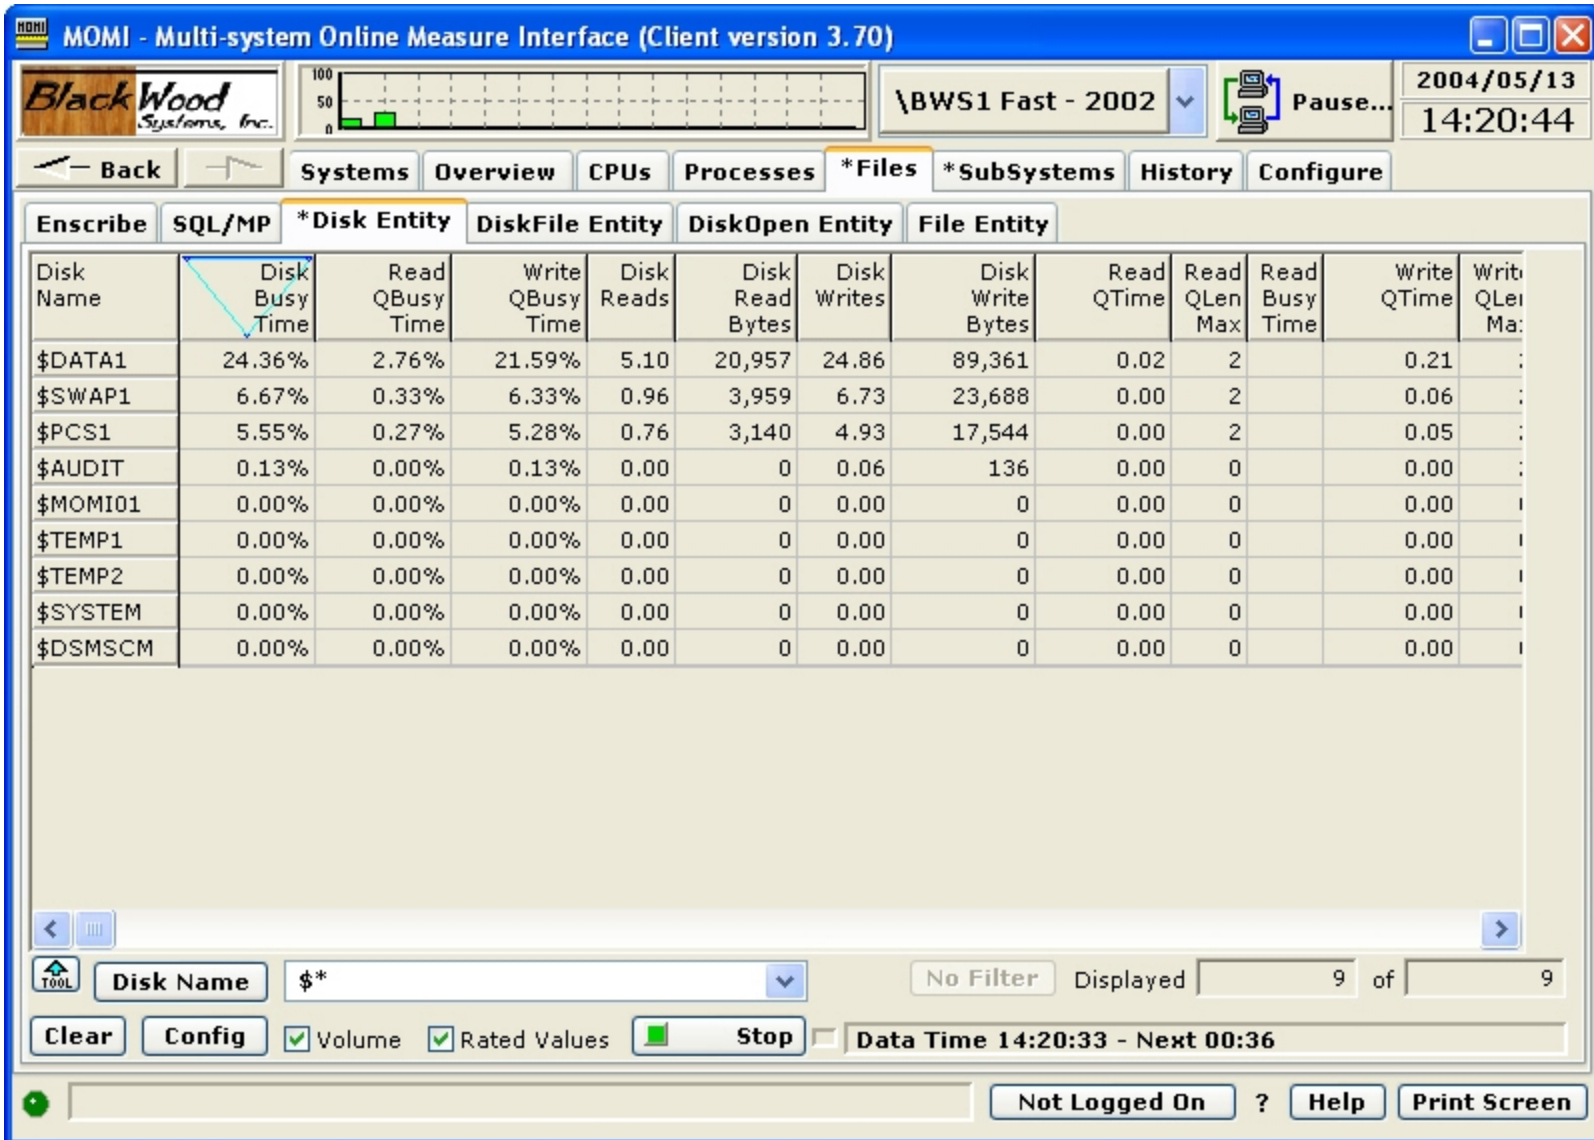 MOMI - Multi-system Online Measure Interface (Client version 3.70)
BlackWood Systems, Inc.
100
50
0
\BWS1 Fast - 2002
Pause...
2004/05/13
14:20:44
Back
Systems Overview CPUs Processes *Files *SubSystems History Configure
Enscribe SQL/MP *Disk Entity DiskFile Entity DiskOpen Entity File Entity
Disk Disk Read Write Disk Disk Disk Disk Read Read Read Write
Name Busy QBusy QBusy Reads Read Writes Write QTime QLen Busy QTime
Time Time Time Bytes Bytes Max Time
$DATA1 24.36% 2.76% 21.59% 5.10 20,957 24.86 89,361 0.02 2 0.21
$SWAP1 6.67% 0.33% 6.33% 0.96 3,959 6.73 23,688 0.00 2 0.06
$PCS1 5.55% 0.27% 5.28% 0.76 3,140 4.93 17,544 0.00 2 0.05
$AUDIT 0.13% 0.00% 0.13% 0.00 0 0.06 136 0.00 0 0.00
$MOMI01 0.00% 0.00% 0.00% 0.00 0 0.00 0 0.00 0 0.00
$TEMP1 0.00% 0.00% 0.00% 0.00 0 0.00 0 0.00 0 0.00
$TEMP2 0.00% 0.00% 0.00% 0.00 0 0.00 0 0.00 0 0.00
$SYSTEM 0.00% 0.00% 0.00% 0.00 0 0.00 0 0.00 0 0.00
$DSMSCM 0.00% 0.00% 0.00% 0.00 0 0.00 0 0.00 0 0.00
TOOL Disk Name $* No Filter Displayed 9 of 9
Clear Config Volume Rated Values Stop Data Time 14:20:33 - Next 00:36
Not Logged On ? Help Print Screen